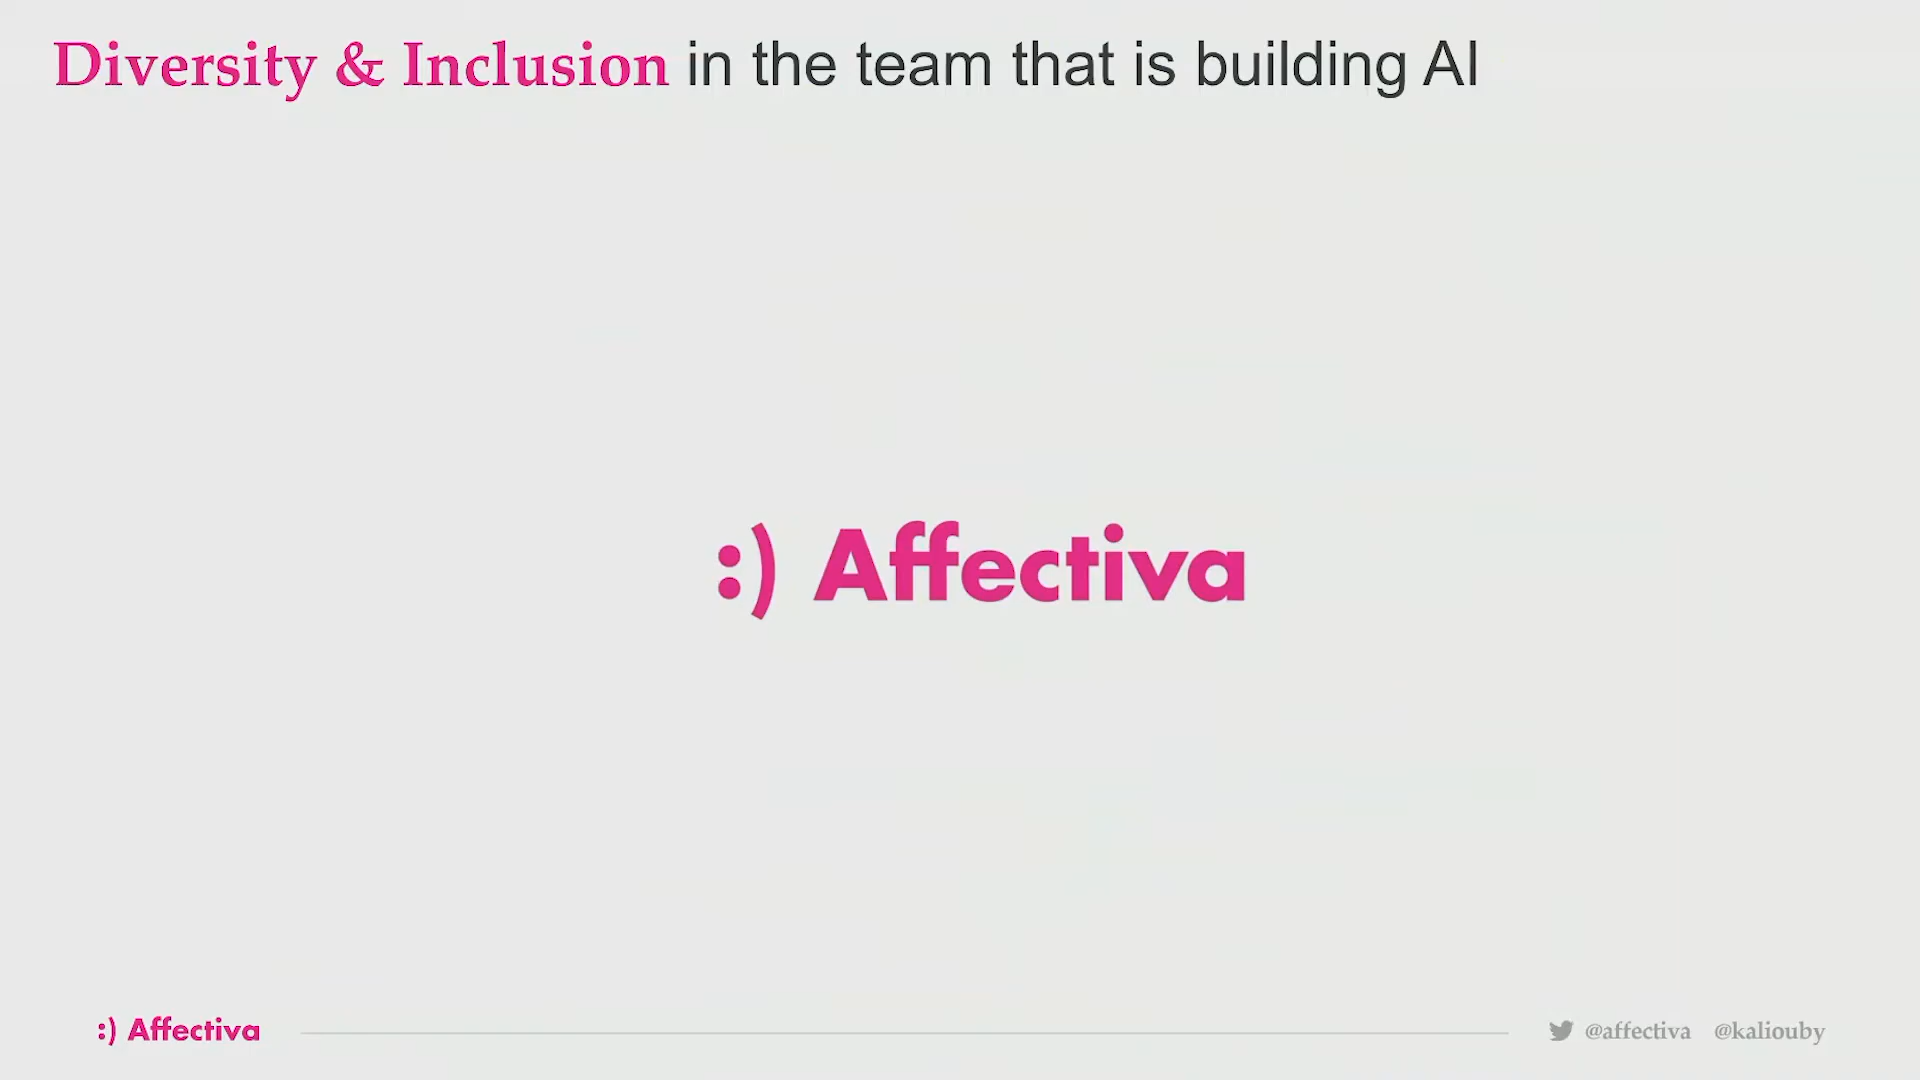 Diversity & Inclusion in the team that is building AI
:) Affectiva
:) Affectiva
@affectiva @kaliouby